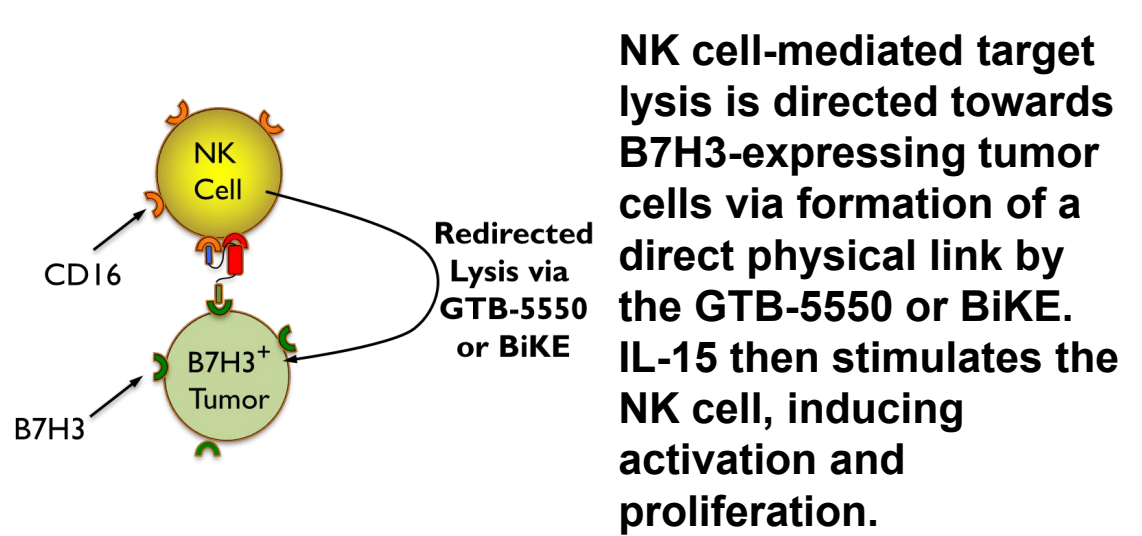 NK
Cell
CD16
Redirected
Lysis via
GTB-5550
or BiKE
B7H3+
Tumor
B7H3
NK cell-mediated target
lysis is directed towards
B7H3-expressing tumor
cells via formation of a
direct physical link by
the GTB-5550 or BiKE.
IL-15 then stimulates the
NK cell, inducing
activation and
proliferation.